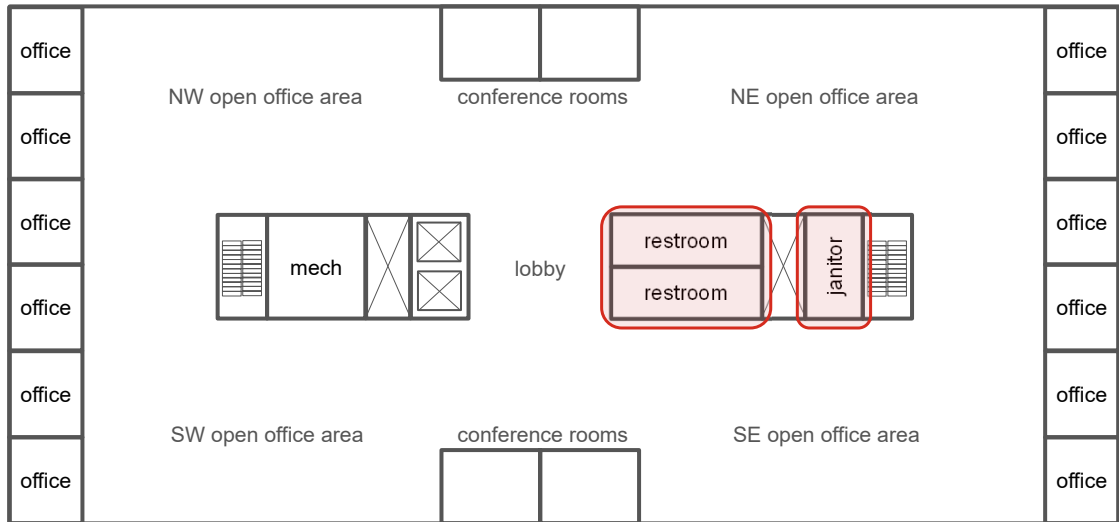 office
office
NW open office area
conference rooms
NE open office area
office
office
office
office
restroom
mech
lobby
restroom
janitor
office
office
office
office
SW open office area
conference rooms
SE open office area
office
office